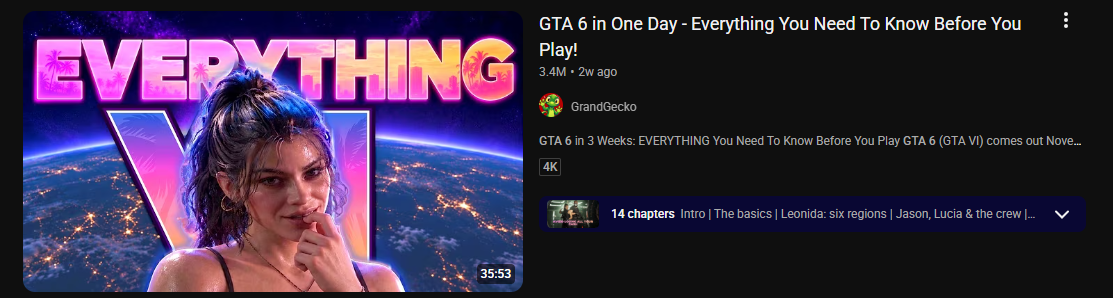 EVERYTHING
VI
35:53
GTA 6 in One Day - Everything You Need To Know Before You
Play!
3.4M • 2w ago
GrandGecko
GTA 6 in 3 Weeks: EVERYTHING You Need To Know Before You Play GTA 6 (GTA VI) comes out Nove...
4K
14 chapters Intro | The basics | Leonida: six regions | Jason, Lucia & the crew |...